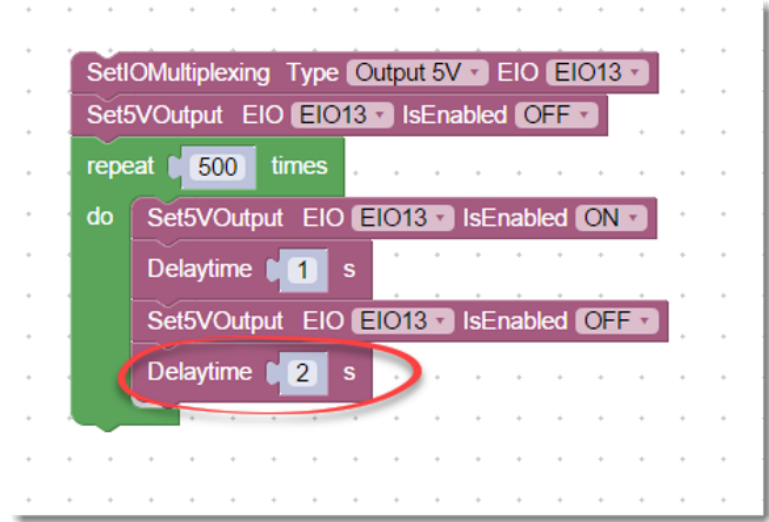 SetIOMultiplexing Type Output 5V EIO EIO13
Set5VOutput EIO EIO13 IsEnabled OFF
repeat 500 times
do Set5VOutput EIO EIO13 IsEnabled ON
Delaytime 1 s
Set5VOutput EIO EIO13 IsEnabled OFF
Delaytime 2 s